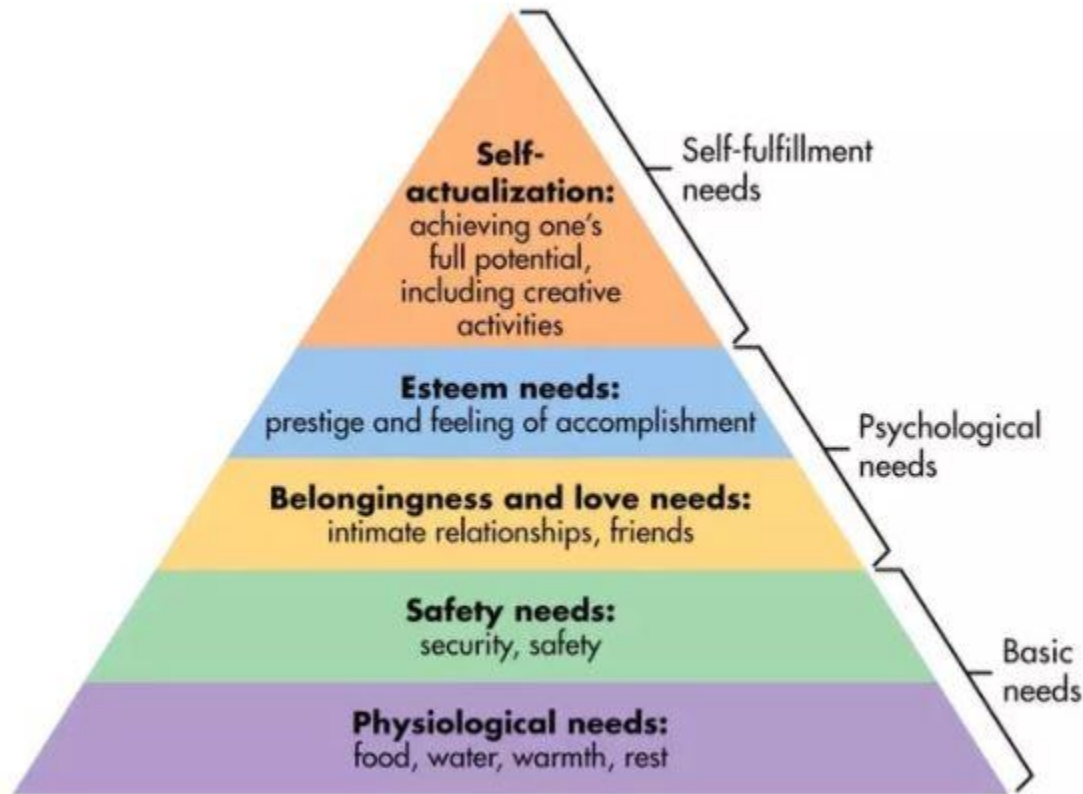 Self-
actualization:
achieving one's
full potential,
including creative
activities
Self-fulfillment
needs
Esteem needs:
prestige and feeling of accomplishment
Psychological
needs
Belongingness and love needs:
intimate relationships, friends
Safety needs:
security, safety
Basic
needs
Physiological needs:
food, water, warmth, rest